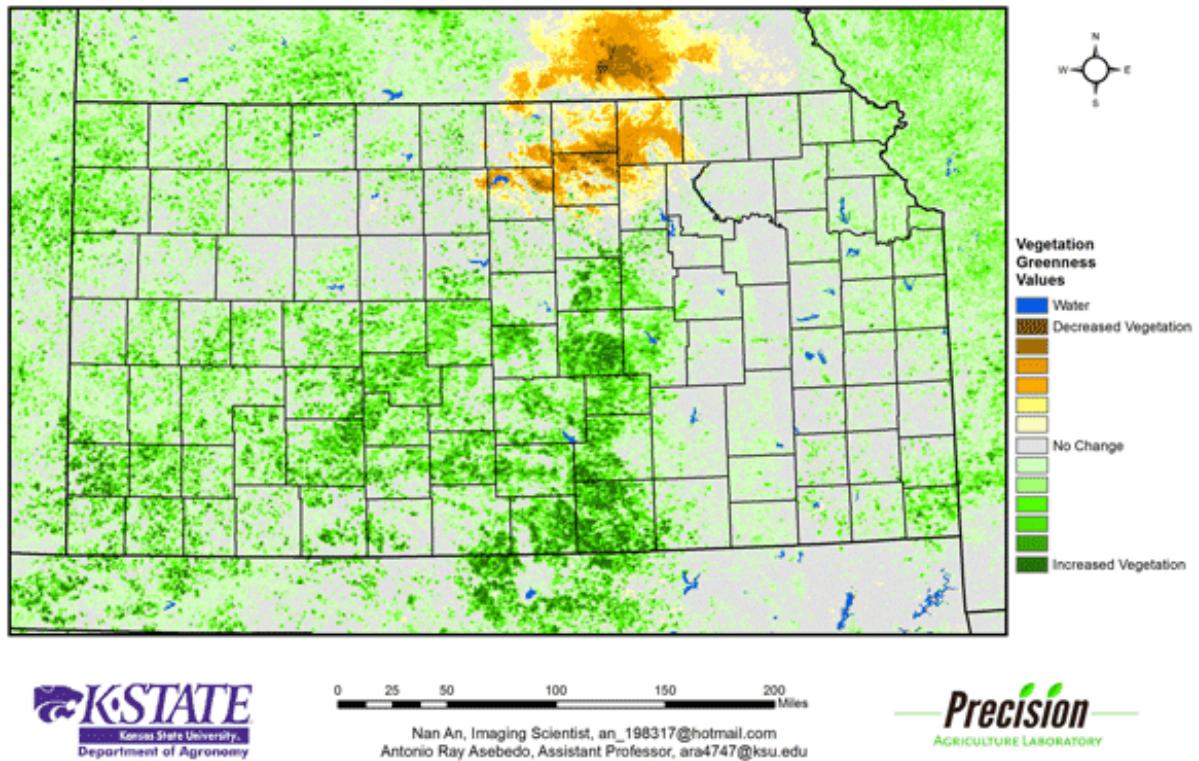 N
W E
S
Vegetation
Greenness
Values
Water
Decreased Vegetation
No Change
Increased Vegetation
K-STATE
Kansas State University.
Department of Agronomy
0 25 50 100 150 200
Miles
Nan An, Imaging Scientist, an_198317@hotmail.com
Antonio Ray Asebedo, Assistant Professor, ara4747@ksu.edu
Precision
AGRICULTURE LABORATORY